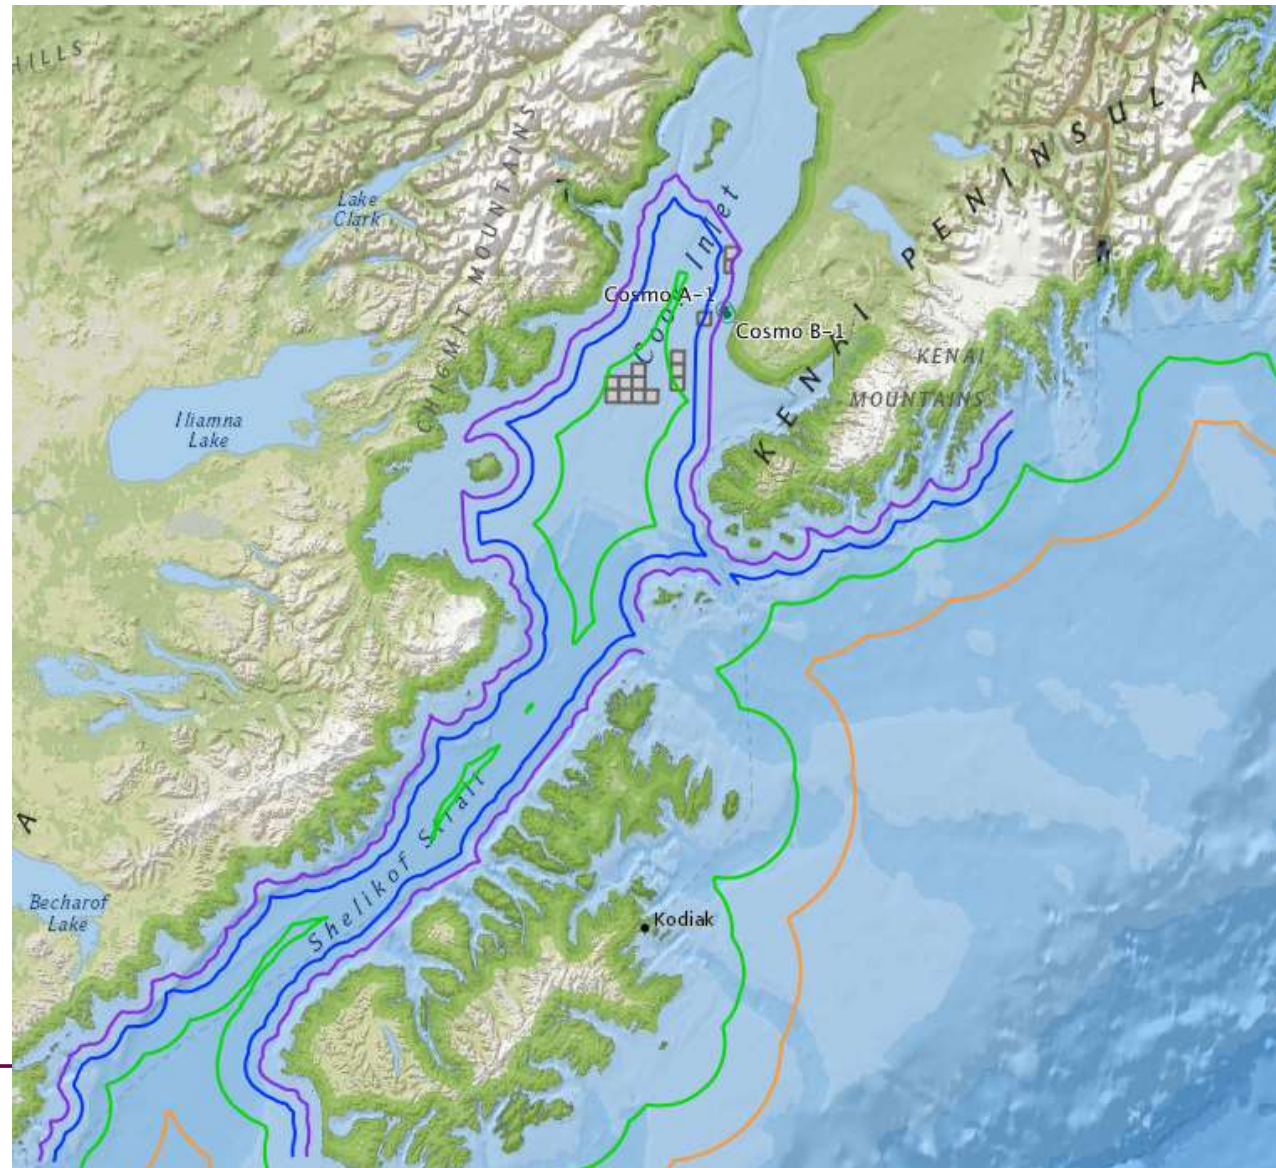 HILLS
Lake
Clark
CHIGMIT MOUNTAINS
KENAI PENINSULA
Cook Inlet
Cosmo A-1
Cosmo B-1
KENAI
MOUNTAINS
Iliamna
Lake
A
Shelikof Strait
Becharof
Lake
Kodiak